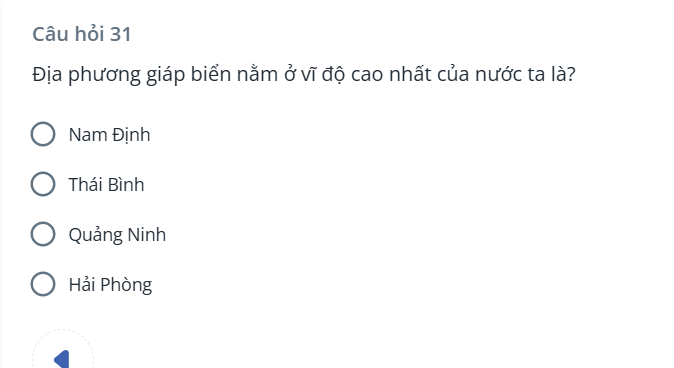 Câu hỏi 31
Địa phương giáp biển nằm ở vĩ độ cao nhất của nước ta là?
Nam Định
Thái Bình
Quảng Ninh
Hải Phòng